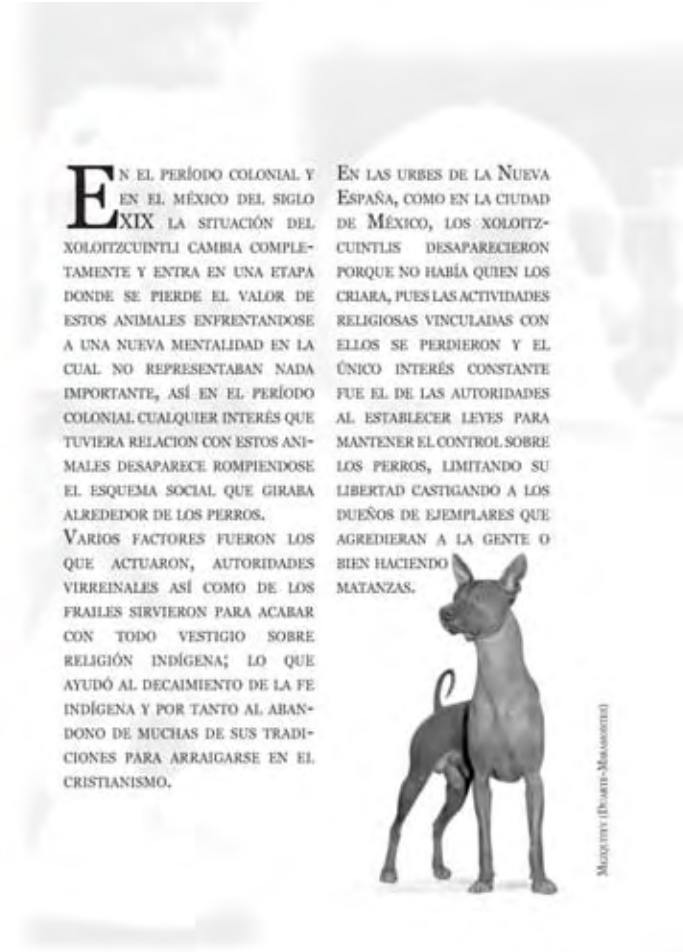 EN EL PERÍODO COLONIAL Y
EN EL MÉXICO DEL SIGLO
XIX LA SITUACIÓN DEL
XOLOITZCUINTLI CAMBIA COMPLE-
TAMENTE Y ENTRA EN UNA ETAPA
DONDE SE PIERDE EL VALOR DE
ESTOS ANIMALES ENFRENTANDOSE
A UNA NUEVA MENTALIDAD EN LA
CUAL NO REPRESENTABAN NADA
IMPORTANTE, ASÍ EN EL PERÍODO
COLONIAL CUALQUIER INTERÉS QUE
TUVIERA RELACION CON ESTOS ANI-
MALES DESAPARECE ROMPIENDOSE
EL ESQUEMA SOCIAL QUE GIRABA
ALREDEDOR DE LOS PERROS.
VARIOS FACTORES FUERON LOS
QUE ACTUARON, AUTORIDADES
VIRREINALES ASÍ COMO DE LOS
FRAILES SIRVIERON PARA ACABAR
CON TODO VESTIGIO SOBRE
RELIGIÓN INDÍGENA; LO QUE
AYUDÓ AL DECAIMIENTO DE LA FE
INDÍGENA Y POR TANTO AL ABAN-
DONO DE MUCHAS DE SUS TRADI-
CIONES PARA ARRAIGARSE EN EL
CRISTIANISMO.
EN LAS URBES DE LA NUEVA
ESPAÑA, COMO EN LA CIUDAD
DE MÉXICO, LOS XOLOITZ-
CUINTLIS DESAPARECIERON
PORQUE NO HABÍA QUIEN LOS
CRIARA, PUES LAS ACTIVIDADES
RELIGIOSAS VINCULADAS CON
ELLOS SE PERDIERON Y EL
ÚNICO INTERÉS CONSTANTE
FUE EL DE LAS AUTORIDADES
AL ESTABLECER LEYES PARA
MANTENER EL CONTROL SOBRE
LOS PERROS, LIMITANDO SU
LIBERTAD CASTIGANDO A LOS
DUEÑOS DE EJEMPLARES QUE
AGREDIERAN A LA GENTE O
BIEN HACIENDO
MATANZAS.
(DUARTE-MIRAMONTES)